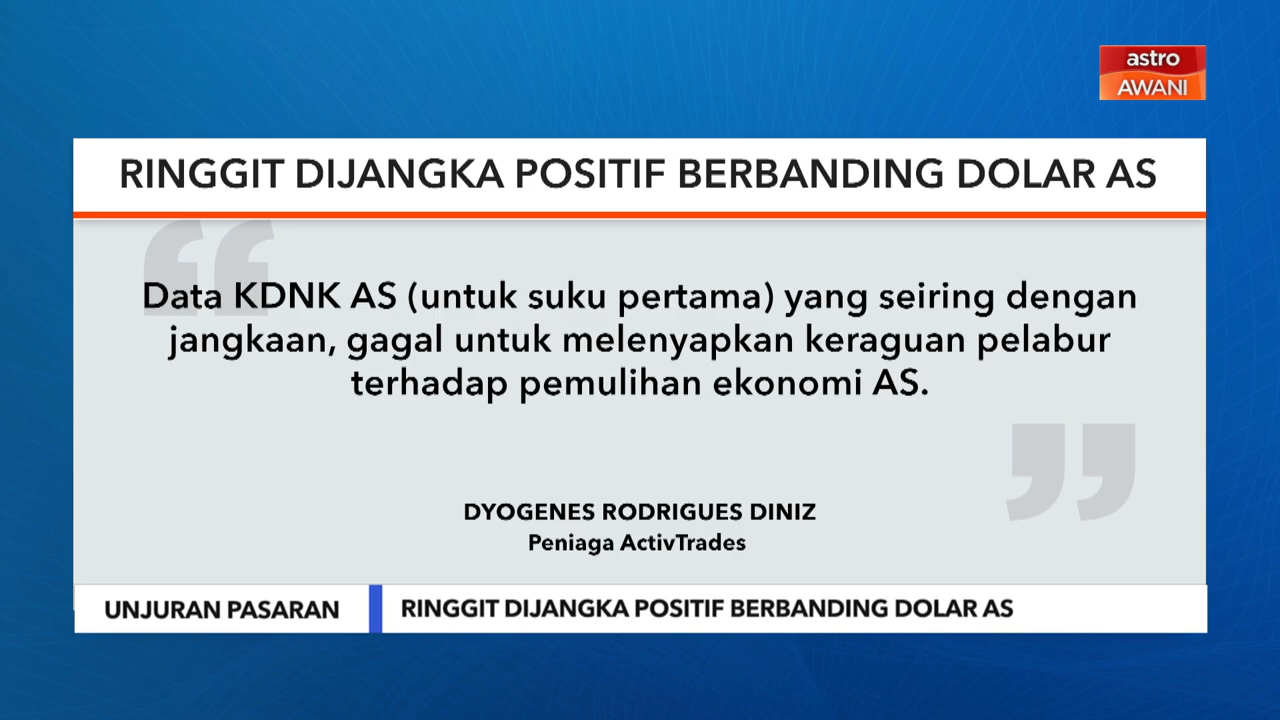 astro
AWANI
RINGGIT DIJANGKA POSITIF BERBANDING DOLAR AS
Data KDNK AS (untuk suku pertama) yang seiring dengan
jangkaan, gagal untuk melenyapkan keraguan pelabur
terhadap pemulihan ekonomi AS.
DYOGENES RODRIGUES DINIZ
Peniaga ActivTrades
UNJURAN PASARAN
RINGGIT DIJANGKA POSITIF BERBANDING DOLAR AS